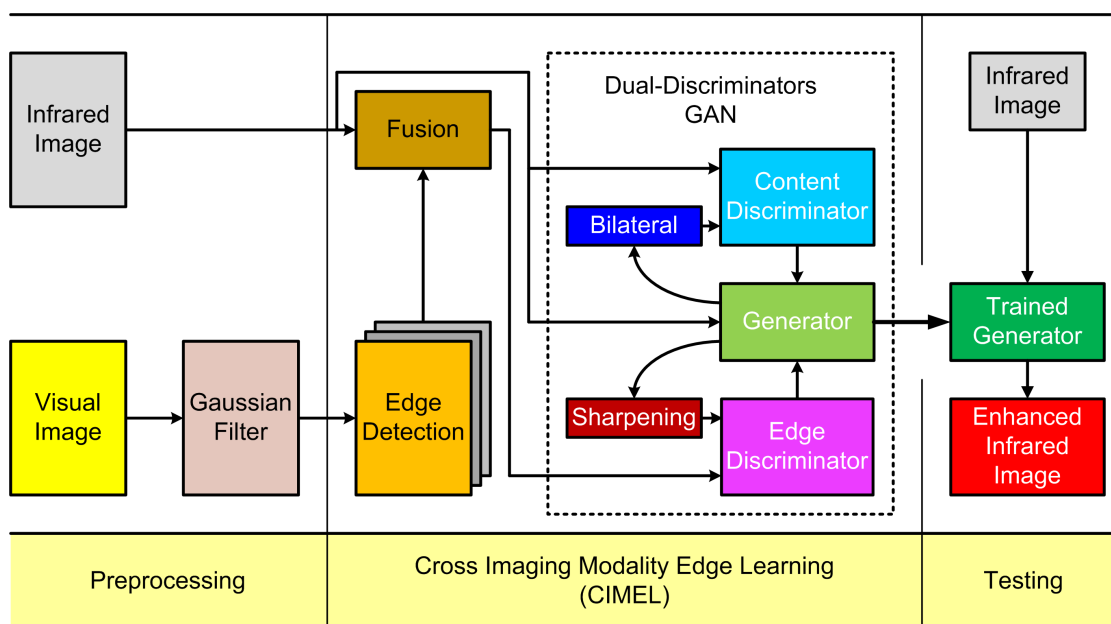 Infrared
Image
Fusion
Dual-Discriminators
GAN
Content
Discriminator
Bilateral
Generator
Sharpening
Edge
Discriminator
Visual
Image
Gaussian
Filter
Edge
Detection
Infrared
Image
Trained
Generator
Enhanced
Infrared
Image
Preprocessing
Cross Imaging Modality Edge Learning
(CIMEL)
Testing